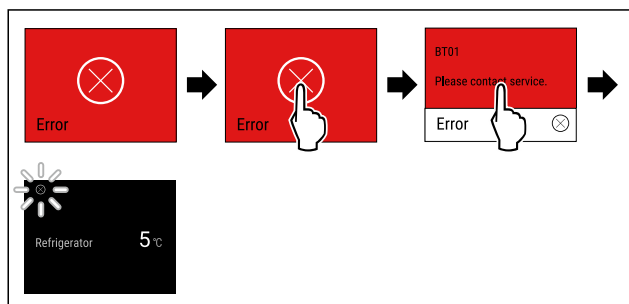 Error
Error
BT01
Please contact service.
Error
Refrigerator 5 °C